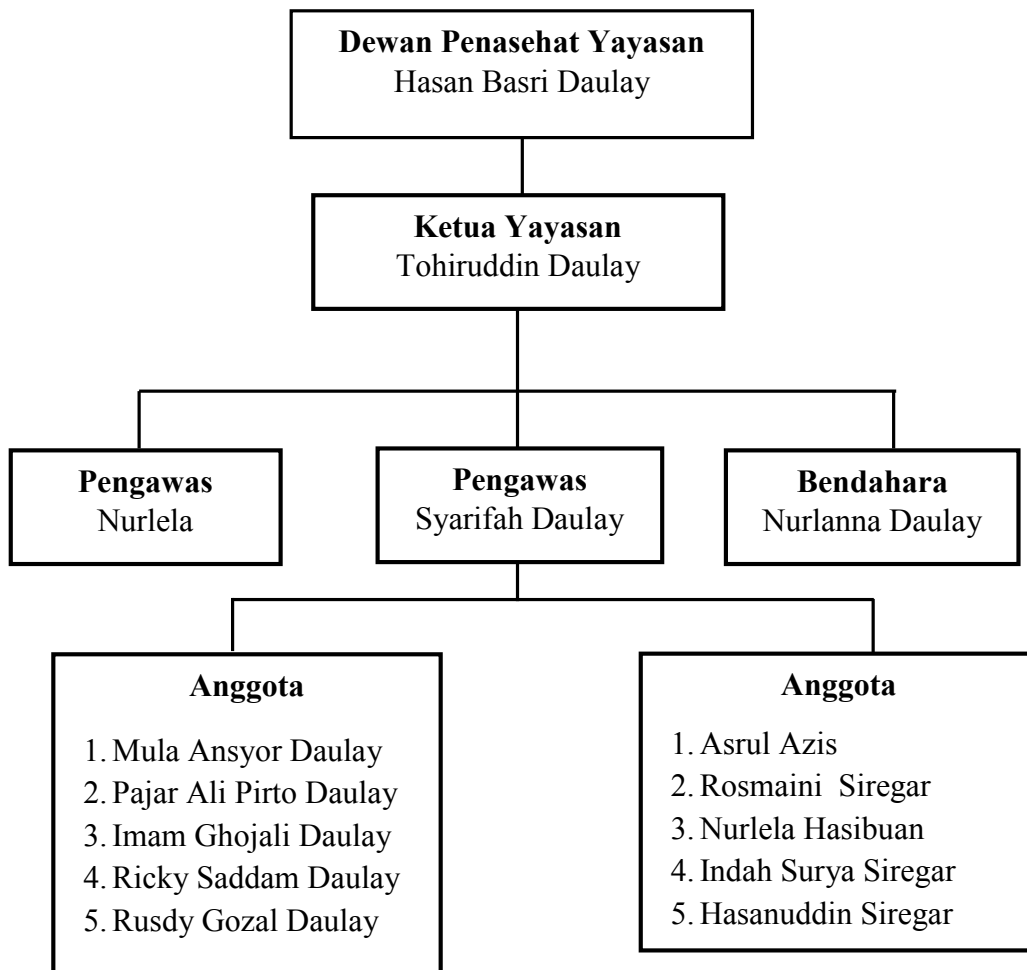 Dewan Penasehat Yayasan
Hasan Basri Daulay
Ketua Yayasan
Tohiruddin Daulay
Pengawas
Nurlela
Pengawas
Syarifah Daulay
Bendahara
Nurlanna Daulay
Anggota
1. Mula Ansyor Daulay
2. Pajar Ali Pirto Daulay
3. Imam Ghojali Daulay
4. Ricky Saddam Daulay
5. Rusdy Gozal Daulay
Anggota
1. Asrul Azis
2. Rosmaini  Siregar
3. Nurlela Hasibuan
4. Indah Surya Siregar
5. Hasanuddin Siregar